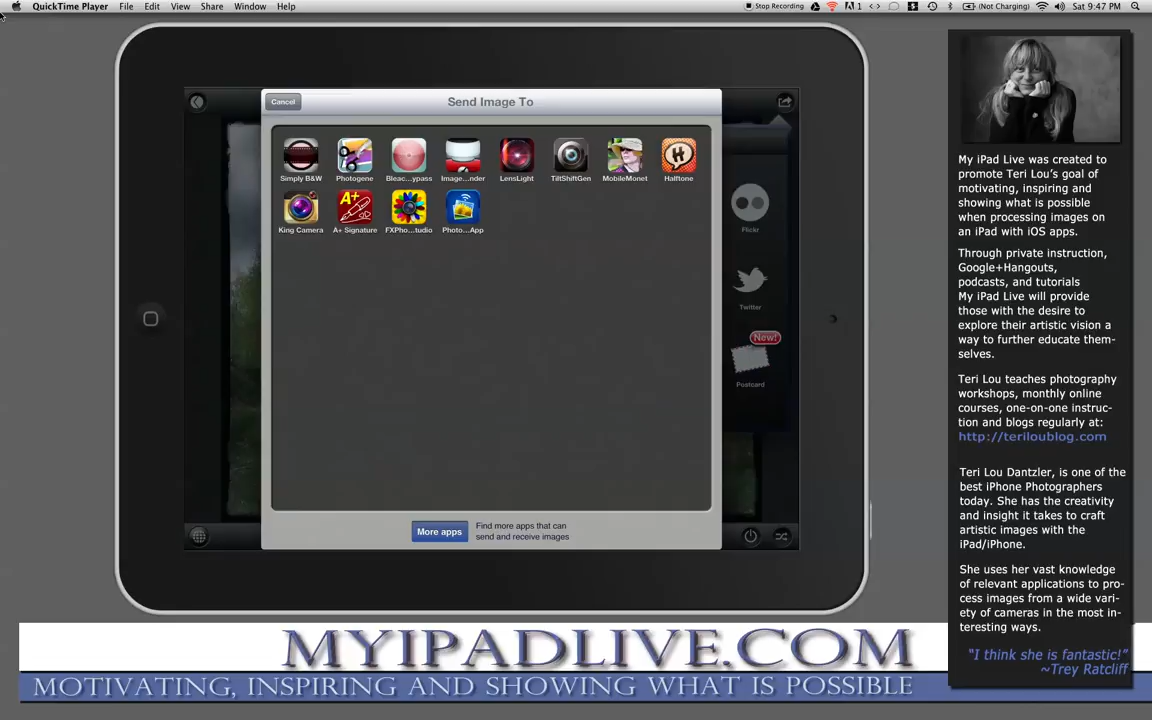 QuickTime Player File Edit View Share Window Help
Stop Recording 1 (Not Charging) Sat 9:47 PM
Cancel
Send Image To
Simply B&W Photogene Bleac...ypass Image...nder LensLight TiltShiftGen MobileMonet Halftone
King Camera A+ Signature FXPho...tudio Photo...App
A+
Flickr
Twitter
New!
Postcard
More apps
Find more apps that can
send and receive images
My iPad Live was created to
promote Teri Lou's goal of
motivating, inspiring and
showing what is possible
when processing images on
an iPad with iOS apps.
Through private instruction,
Google+Hangouts,
podcasts, and tutorials
My iPad Live will provide
those with the desire to
explore their artistic vision a
way to further educate them-
selves.
Teri Lou teaches photography
workshops, monthly online
courses, one-on-one instruc-
tion and blogs regularly at:
http://teriloublog.com
Teri Lou Dantzler, is one of the
best iPhone Photographers
today. She has the creativity
and insight it takes to craft
artistic images with the
iPad/iPhone.
She uses her vast knowledge
of relevant applications to pro-
cess images from a wide vari-
ety of cameras in the most in-
teresting ways.
"I think she is fantastic!"
~Trey Ratcliff
MYIPADLIVE.COM
MOTIVATING, INSPIRING AND SHOWING WHAT IS POSSIBLE